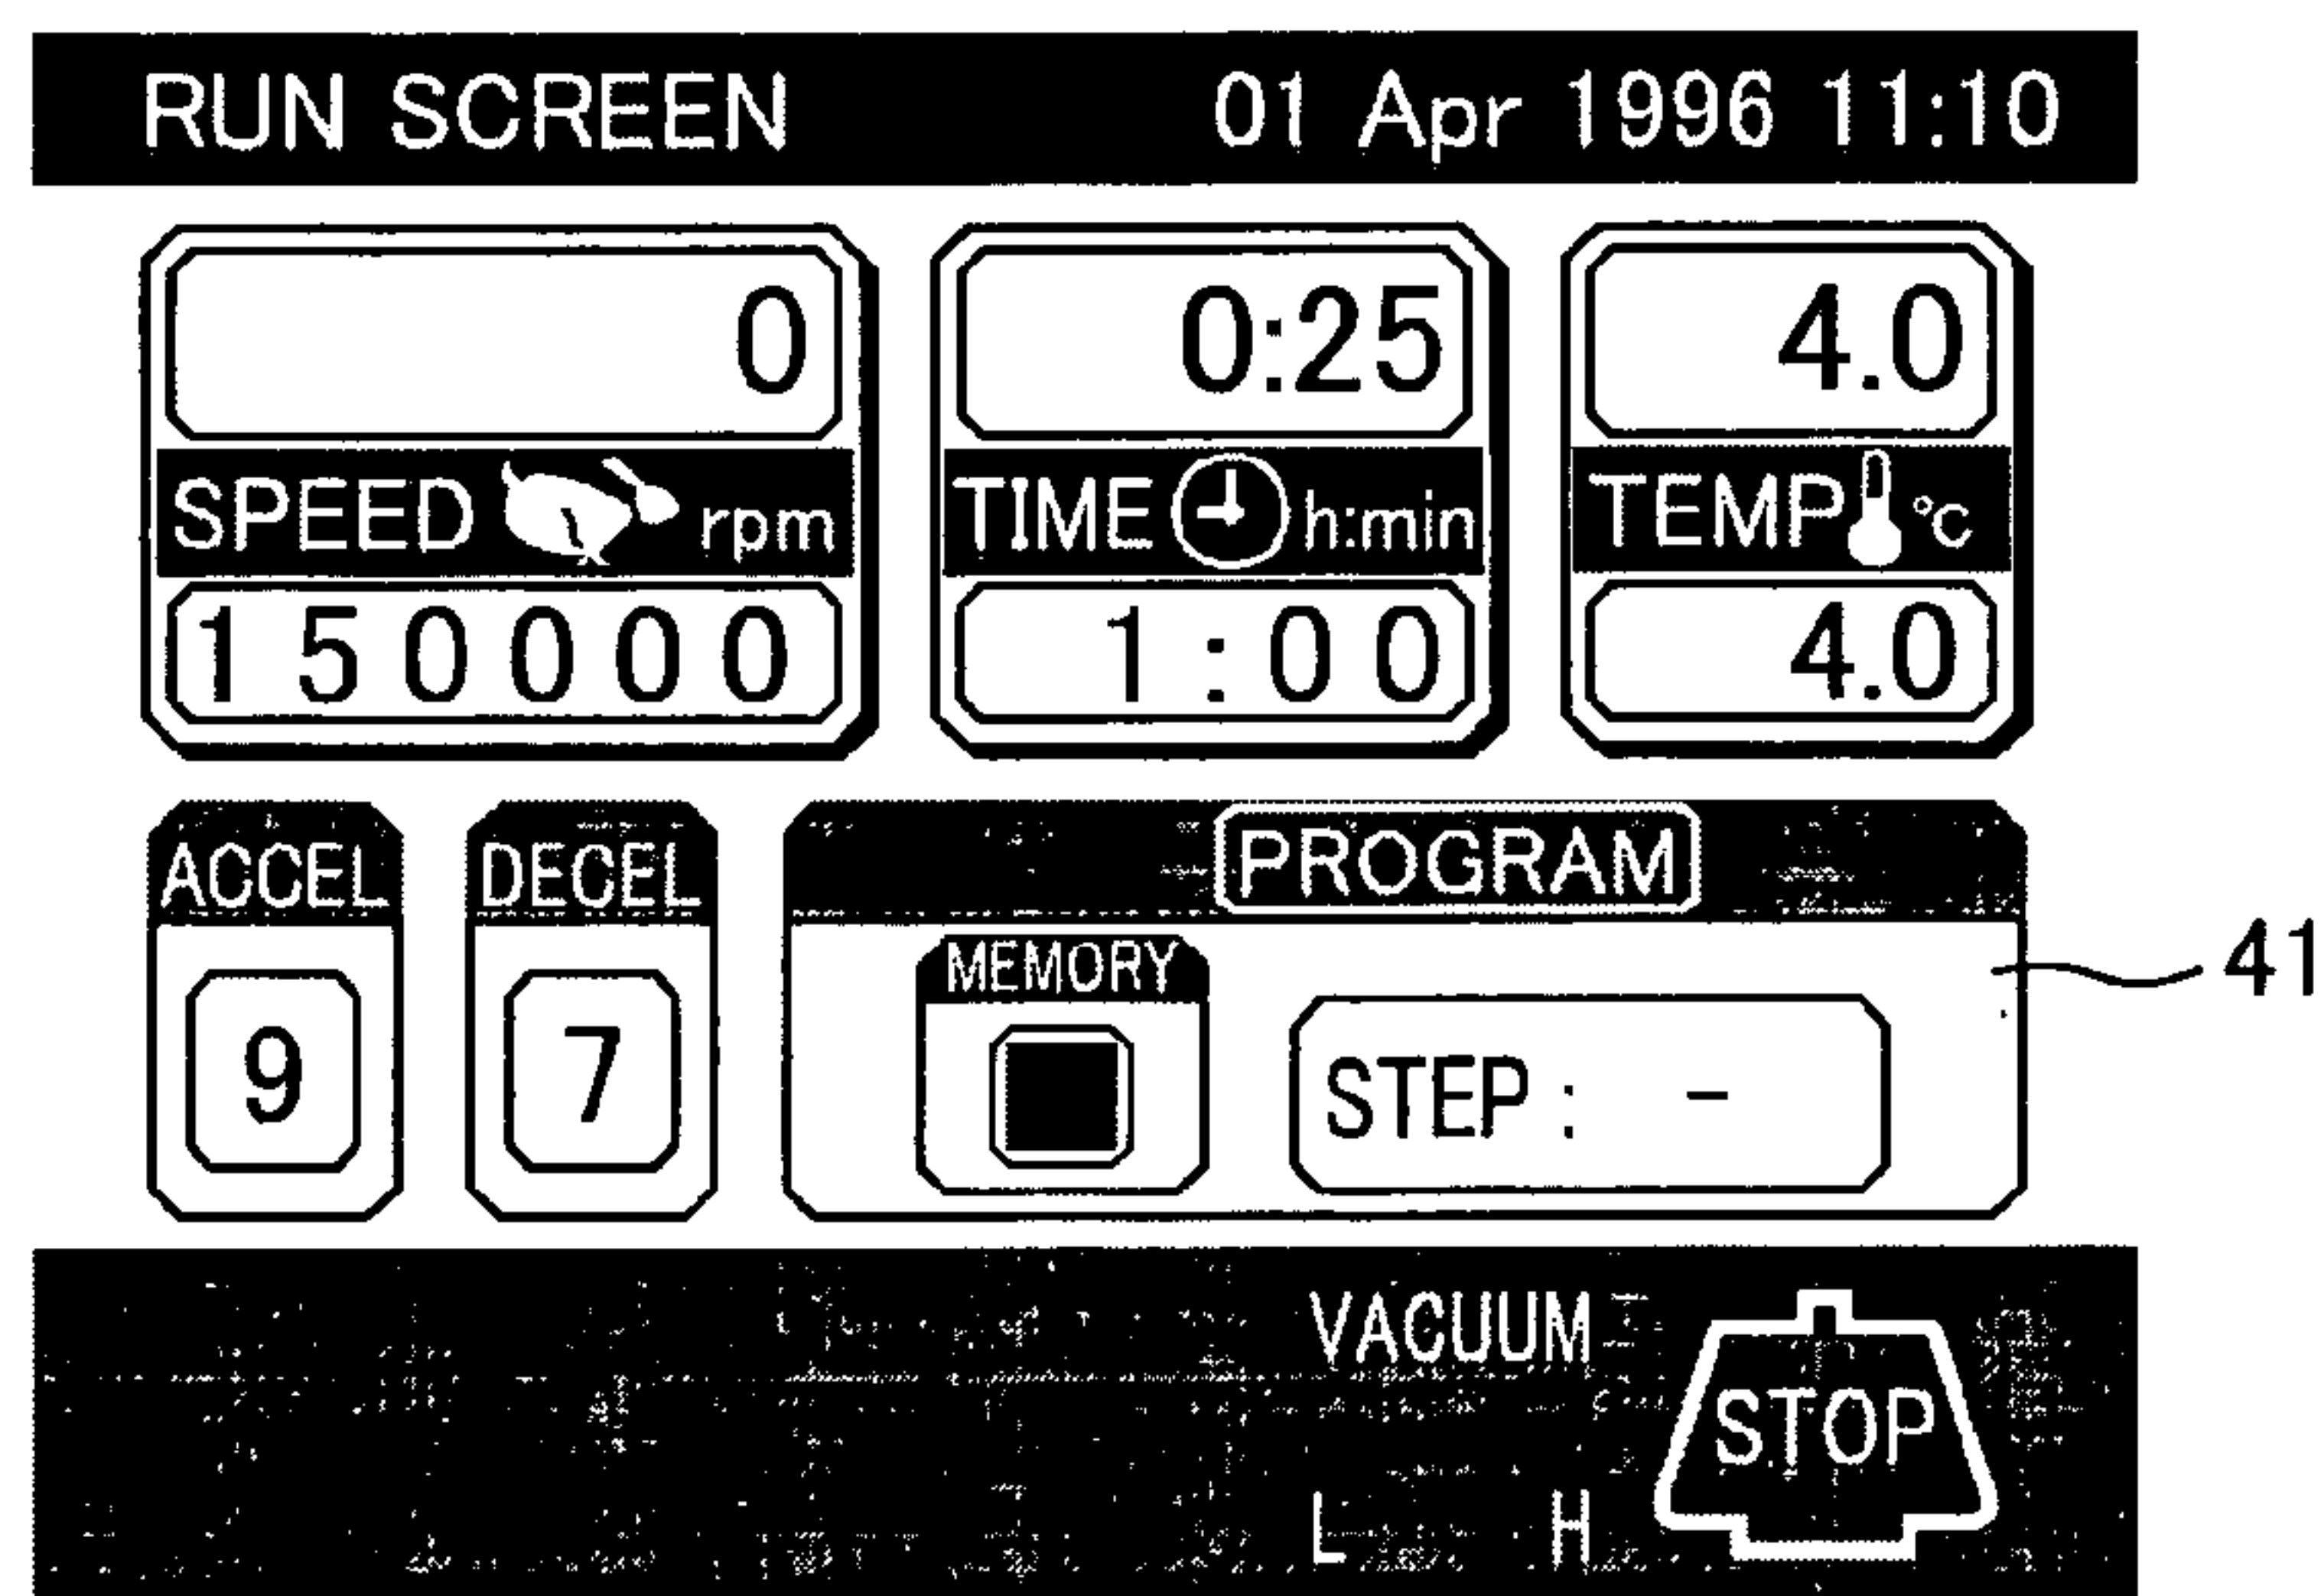 RUN SCREEN 01 Apr 1996 11:10
0 0:25 4.0
SPEED rpm TIME h:min TEMP °C
150000 1:00 4.0
ACCEL DECEL PROGRAM
MEMORY
41
9 7 STEP : -
VACUUM
STOP
L H